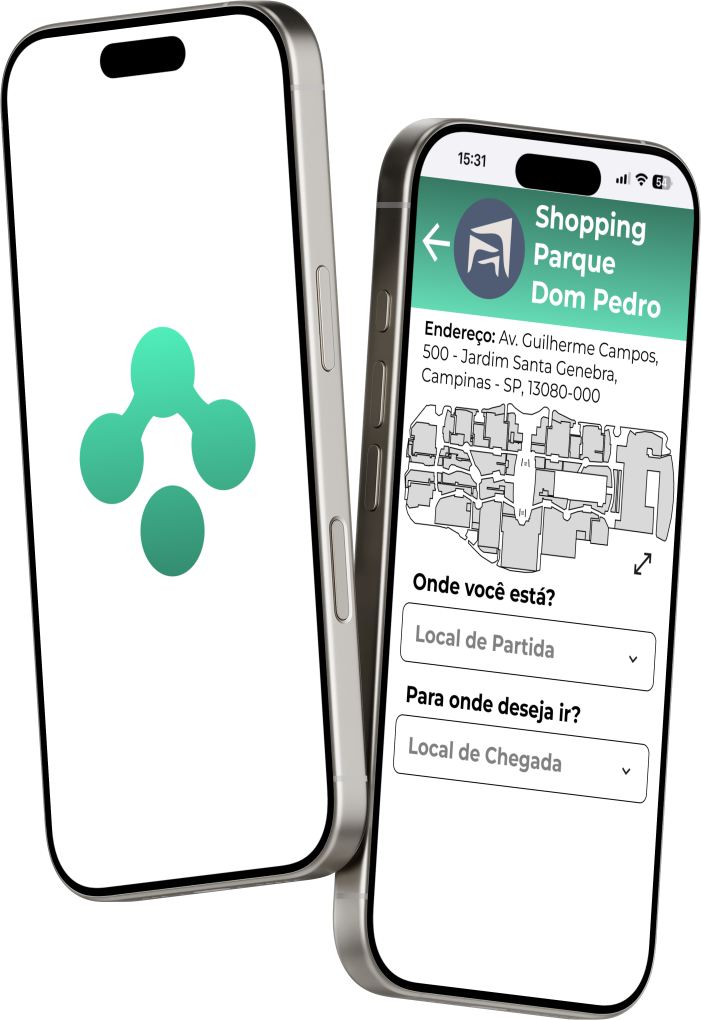 15:31
54
Shopping
Parque
Dom Pedro
Endereço: Av. Guilherme Campos,
500 - Jardim Santa Genebra,
Campinas - SP, 13080-000
Onde você está?
Local de Partida
Para onde deseja ir?
Local de Chegada